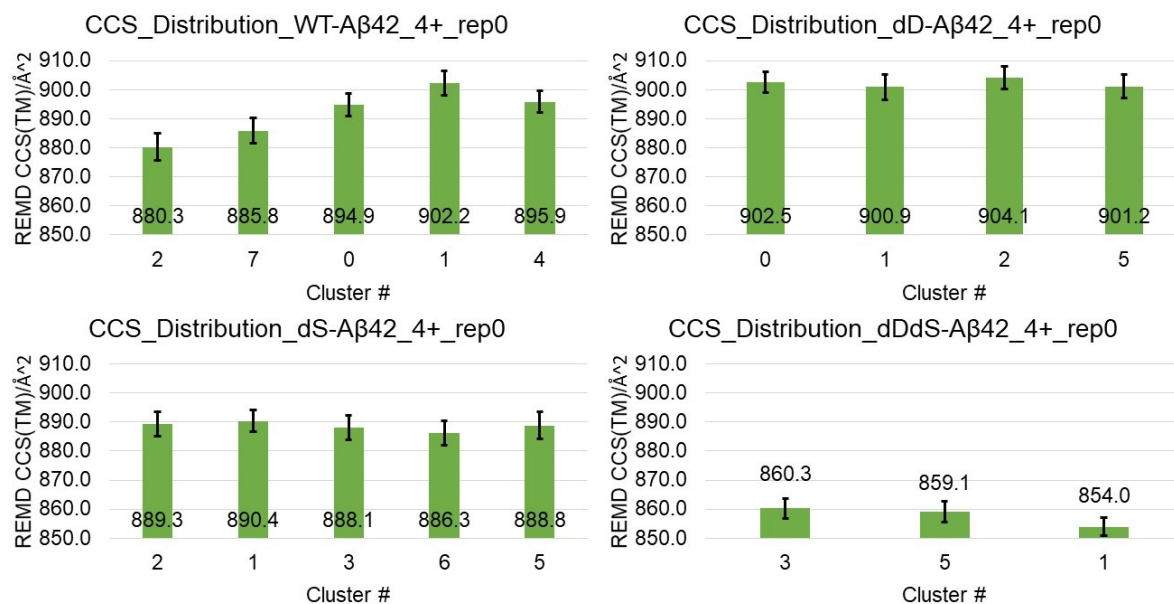 CCS_Distribution_WT-Aβ42_4+_rep0
REMD CCS(TM)/Å^2
910.0
900.0
890.0
880.0
870.0
860.0
850.0
880.3 885.8 894.9 902.2 895.9
2 7 0 1 4
Cluster #
CCS_Distribution_dD-Aβ42_4+_rep0
REMD CCS(TM)/Å^2
910.0
900.0
890.0
880.0
870.0
860.0
850.0
902.5 900.9 904.1 901.2
0 1 2 5
Cluster #
CCS_Distribution_dS-Aβ42_4+_rep0
REMD CCS(TM)/Å^2
910.0
900.0
890.0
880.0
870.0
860.0
850.0
889.3 890.4 888.1 886.3 888.8
2 1 3 6 5
Cluster #
CCS_Distribution_dDdS-Aβ42_4+_rep0
REMD CCS(TM)/Å^2
910.0
900.0
890.0
880.0
870.0
860.0
850.0
860.3 859.1 854.0
3 5 1
Cluster #